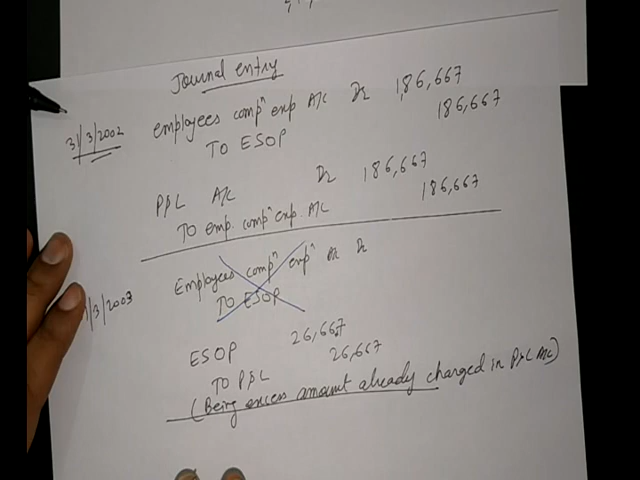 Journal entry
31/3/2002 employees compⁿ exp A/c Dr 1,86,667
TO ESOP 186,667
P&L A/c Dr 186,667
TO emp. compⁿ exp. A/C 186,667
/3/2003 Employees compⁿ expⁿ A/c Dr
TO ESOP
ESOP 26,667
TO P&L 26,667
(Being excess amount already charged in P&L A/c)